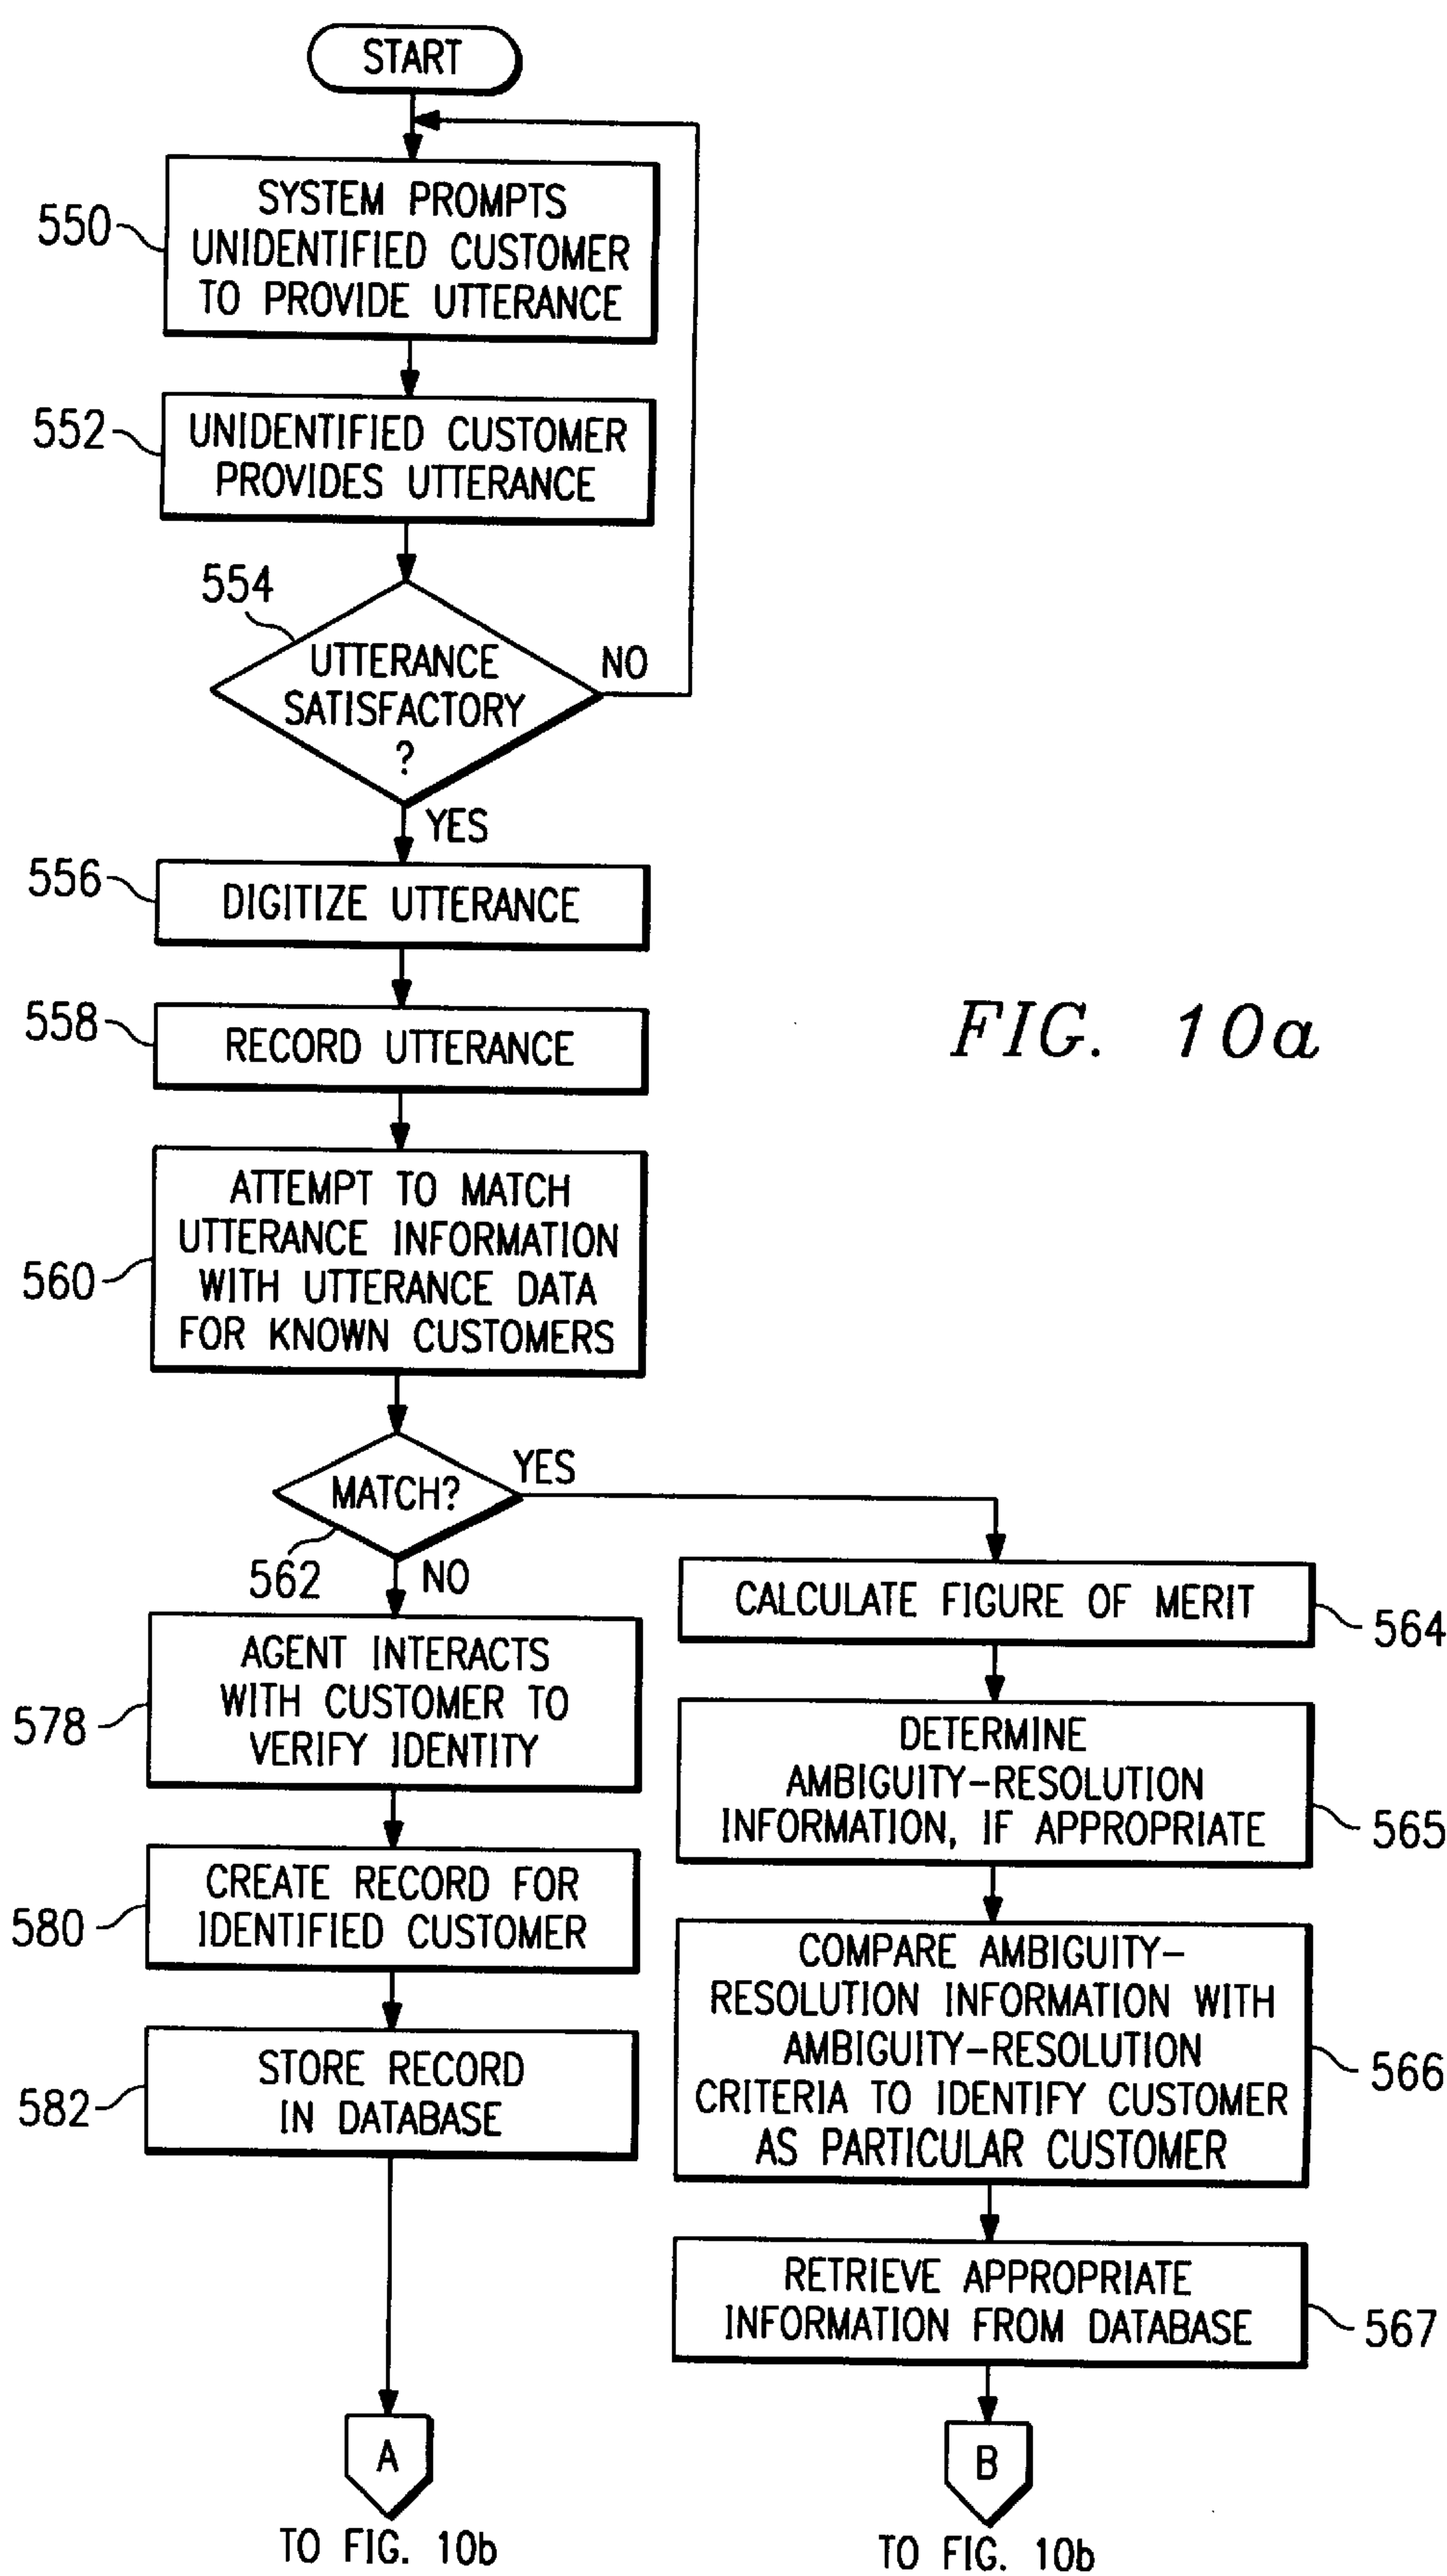 START
550
SYSTEM PROMPTS
UNIDENTIFIED CUSTOMER
TO PROVIDE UTTERANCE
552
UNIDENTIFIED CUSTOMER
PROVIDES UTTERANCE
554
UTTERANCE
SATISFACTORY
?
NO
YES
556
DIGITIZE UTTERANCE
558
RECORD UTTERANCE
FIG. 10a
560
ATTEMPT TO MATCH
UTTERANCE INFORMATION
WITH UTTERANCE DATA
FOR KNOWN CUSTOMERS
MATCH?
YES
562
NO
578
AGENT INTERACTS
WITH CUSTOMER TO
VERIFY IDENTITY
580
CREATE RECORD FOR
IDENTIFIED CUSTOMER
582
STORE RECORD
IN DATABASE
A
TO FIG. 10b
CALCULATE FIGURE OF MERIT
564
DETERMINE
AMBIGUITY-RESOLUTION
INFORMATION, IF APPROPRIATE
565
COMPARE AMBIGUITY-
RESOLUTION INFORMATION WITH
AMBIGUITY-RESOLUTION
CRITERIA TO IDENTIFY CUSTOMER
AS PARTICULAR CUSTOMER
566
RETRIEVE APPROPRIATE
INFORMATION FROM DATABASE
567
B
TO FIG. 10b